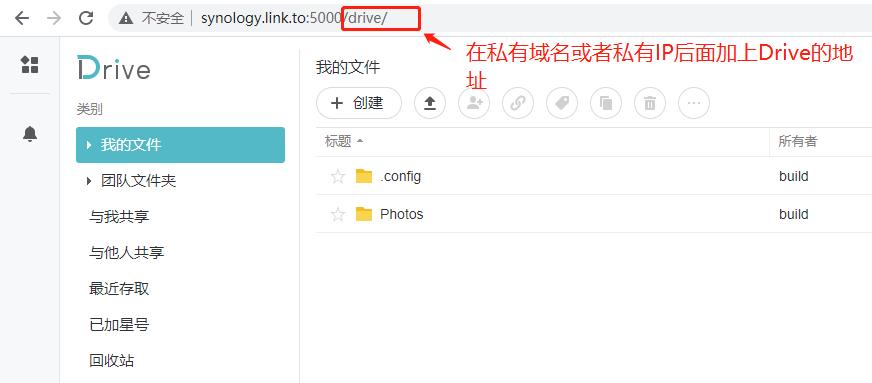 不安全 synology.link.to:5000/drive/
在私有域名或者私有IP后面加上Drive的地
址
Drive
类别
我的文件
团队文件夹
与我共享
与他人共享
最近存取
已加星号
回收站
我的文件
+ 创建
标题 所有者
.config build
Photos build